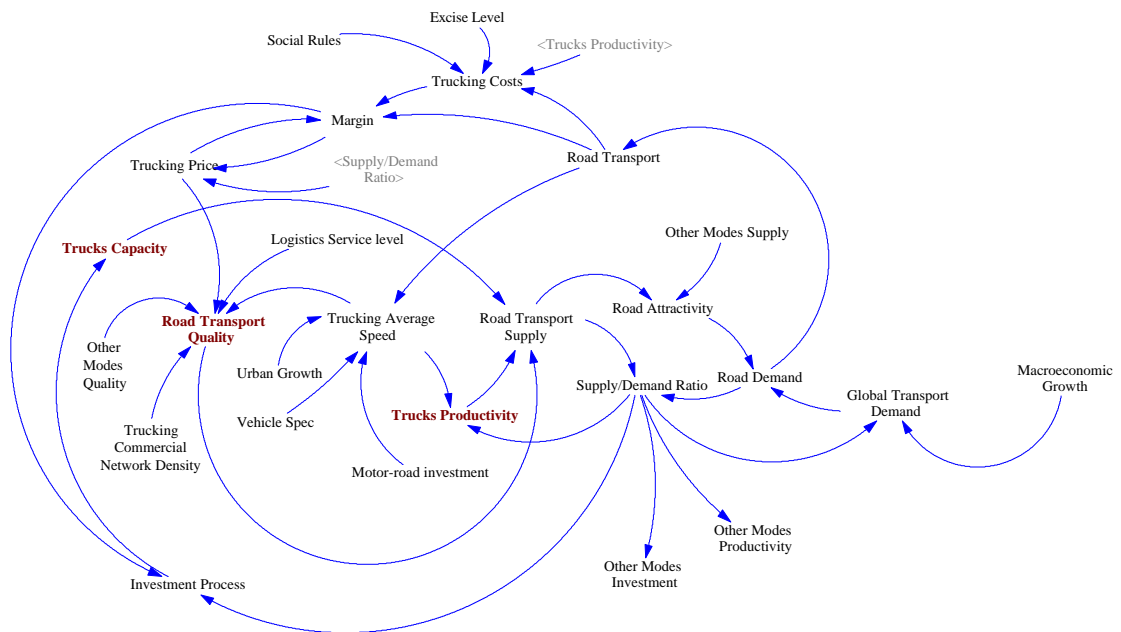 Excise Level
Social Rules
<Trucks Productivity>
Trucking Costs
Margin
Trucking Price
<Supply/Demand
Ratio>
Road Transport
Trucks Capacity
Logistics Service level
Other Modes Supply
Road Transport
Quality
Trucking Average
Speed
Road Transport
Supply
Road Attractivity
Other
Modes
Quality
Urban Growth
Supply/Demand Ratio
Road Demand
Macroeconomic
Growth
Global Transport
Demand
Vehicle Spec
Trucks Productivity
Trucking
Commercial
Network Density
Motor-road investment
Other Modes
Productivity
Other Modes
Investment
Investment Process